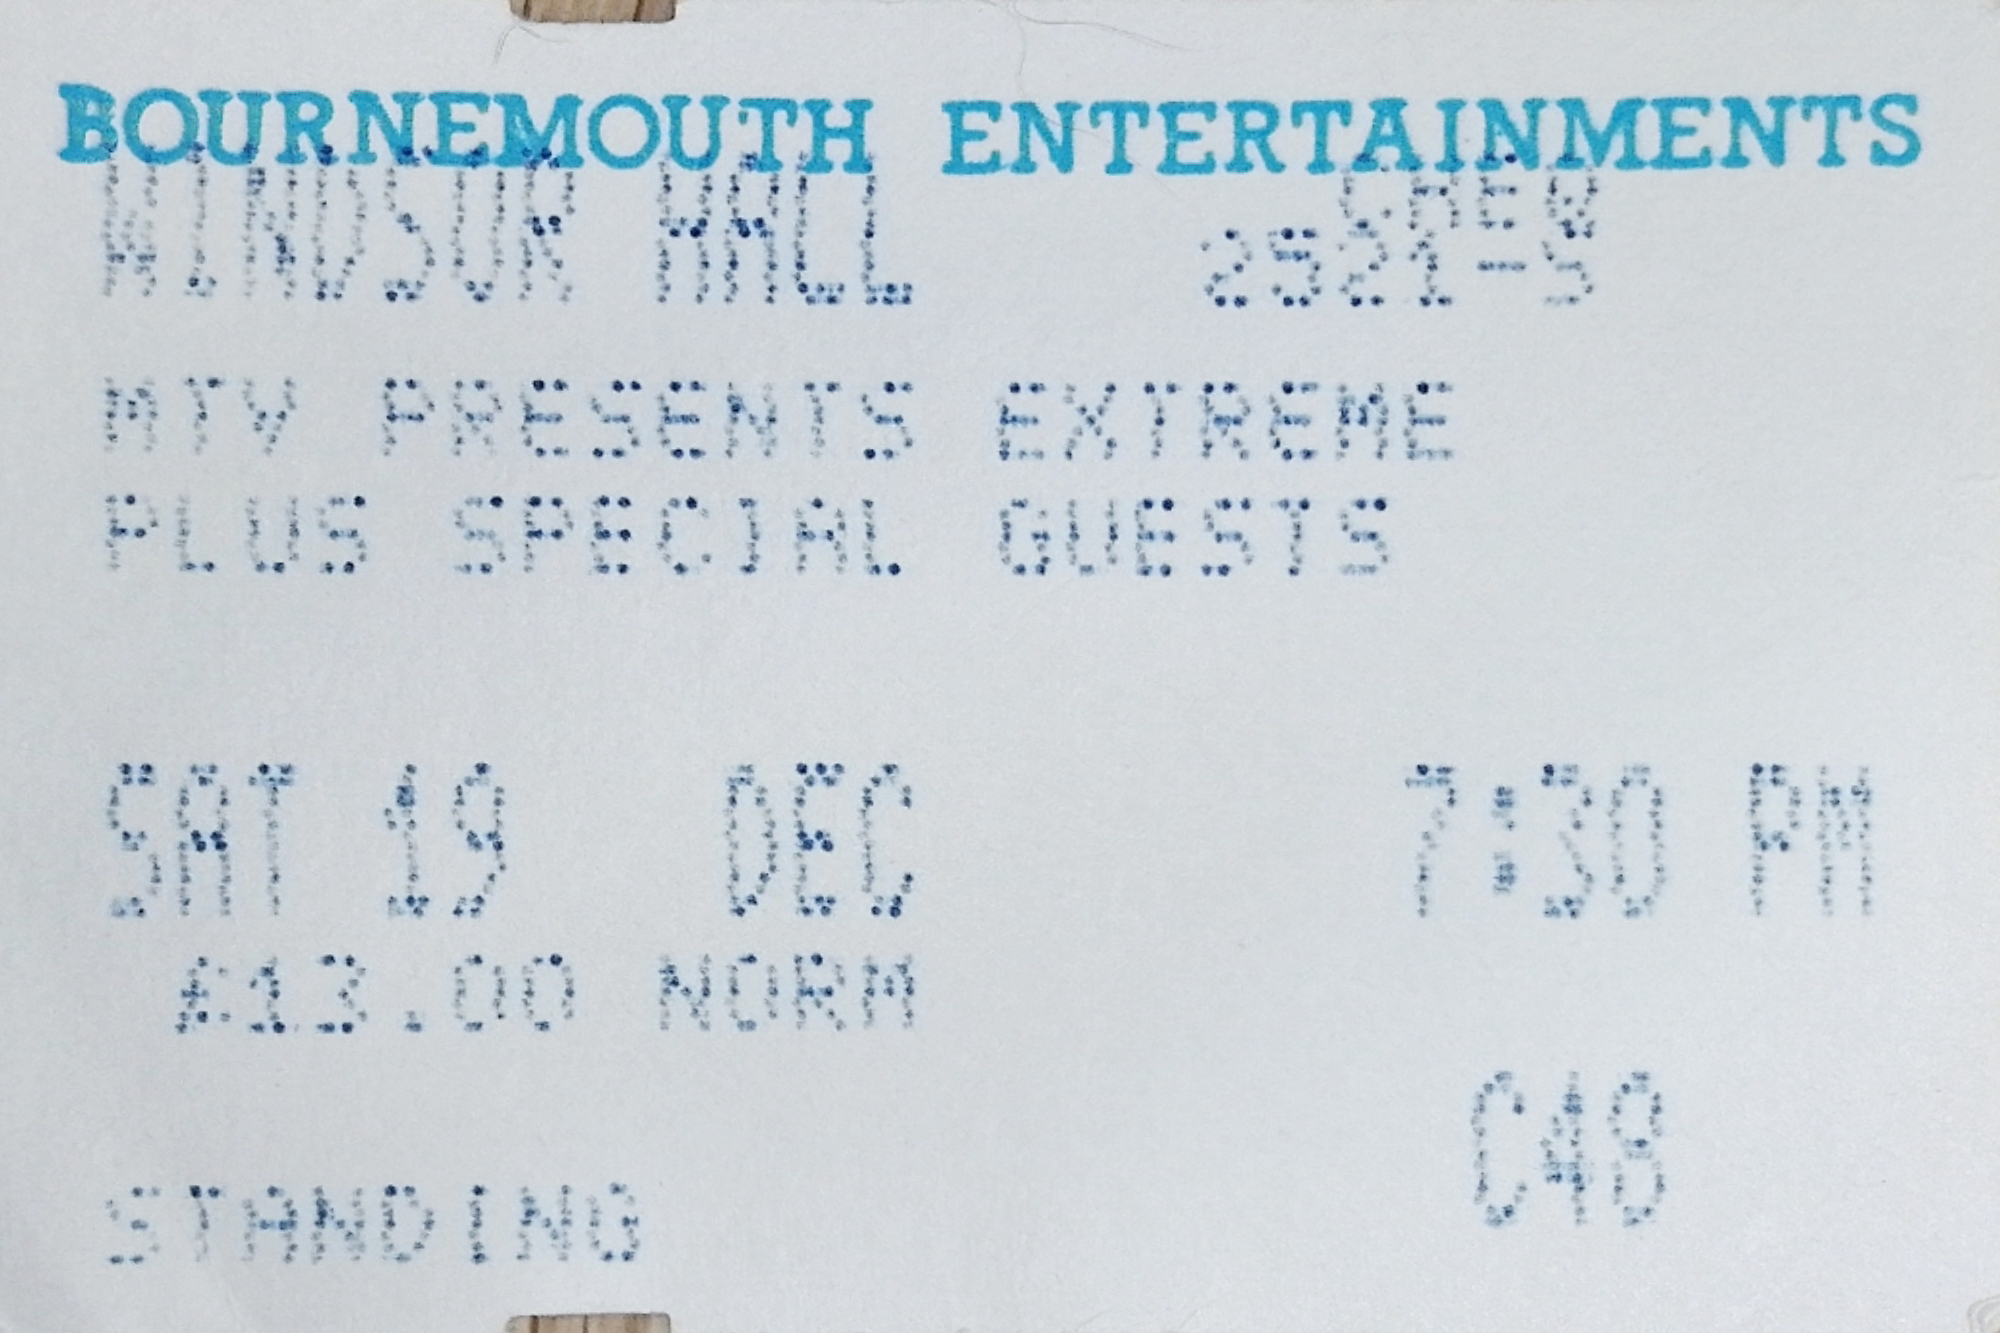 BOURNEMOUTH ENTERTAINMENTS
WINDSOR HALL
MTV PRESENTS EXTREME
PLUS SPECIAL GUESTS
SAT 19 DEC 7:30 PM
£13.00 NORM
C48
STANDING